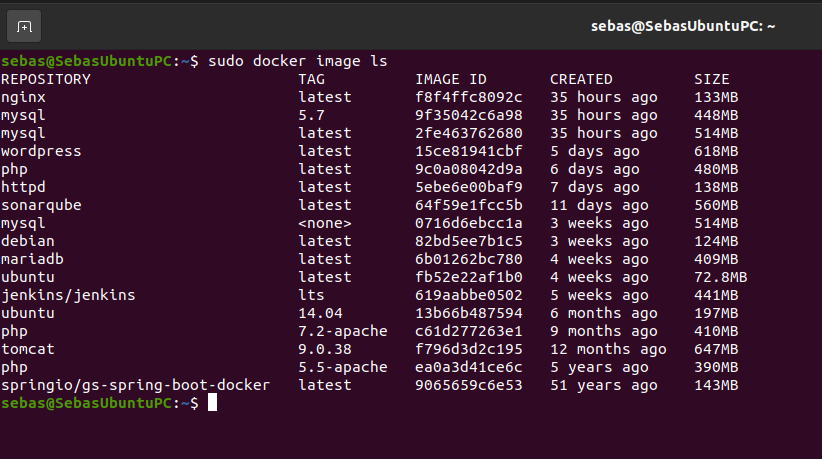 sebas@SebasUbuntuPC: ~
sebas@SebasUbuntuPC:~$ sudo docker image ls
REPOSITORY TAG IMAGE ID CREATED SIZE
nginx latest f8f4ffc8092c 35 hours ago 133MB
mysql 5.7 9f35042c6a98 35 hours ago 448MB
mysql latest 2fe463762680 35 hours ago 514MB
wordpress latest 15ce81941cbf 5 days ago 618MB
php latest 9c0a08042d9a 6 days ago 480MB
httpd latest 5ebe6e00baf9 7 days ago 138MB
sonarqube latest 64f59e1fcc5b 11 days ago 560MB
mysql <none> 0716d6ebcc1a 3 weeks ago 514MB
debian latest 82bd5ee7b1c5 3 weeks ago 124MB
mariadb latest 6b01262bc780 4 weeks ago 409MB
ubuntu latest fb52e22af1b0 4 weeks ago 72.8MB
jenkins/jenkins lts 619aabbe0502 5 weeks ago 441MB
ubuntu 14.04 13b66b487594 6 months ago 197MB
php 7.2-apache c61d277263e1 9 months ago 410MB
tomcat 9.0.38 f796d3d2c195 12 months ago 647MB
php 5.5-apache ea0a3d41ce6c 5 years ago 390MB
springio/gs-spring-boot-docker latest 9065659c6e53 51 years ago 143MB
sebas@SebasUbuntuPC:~$